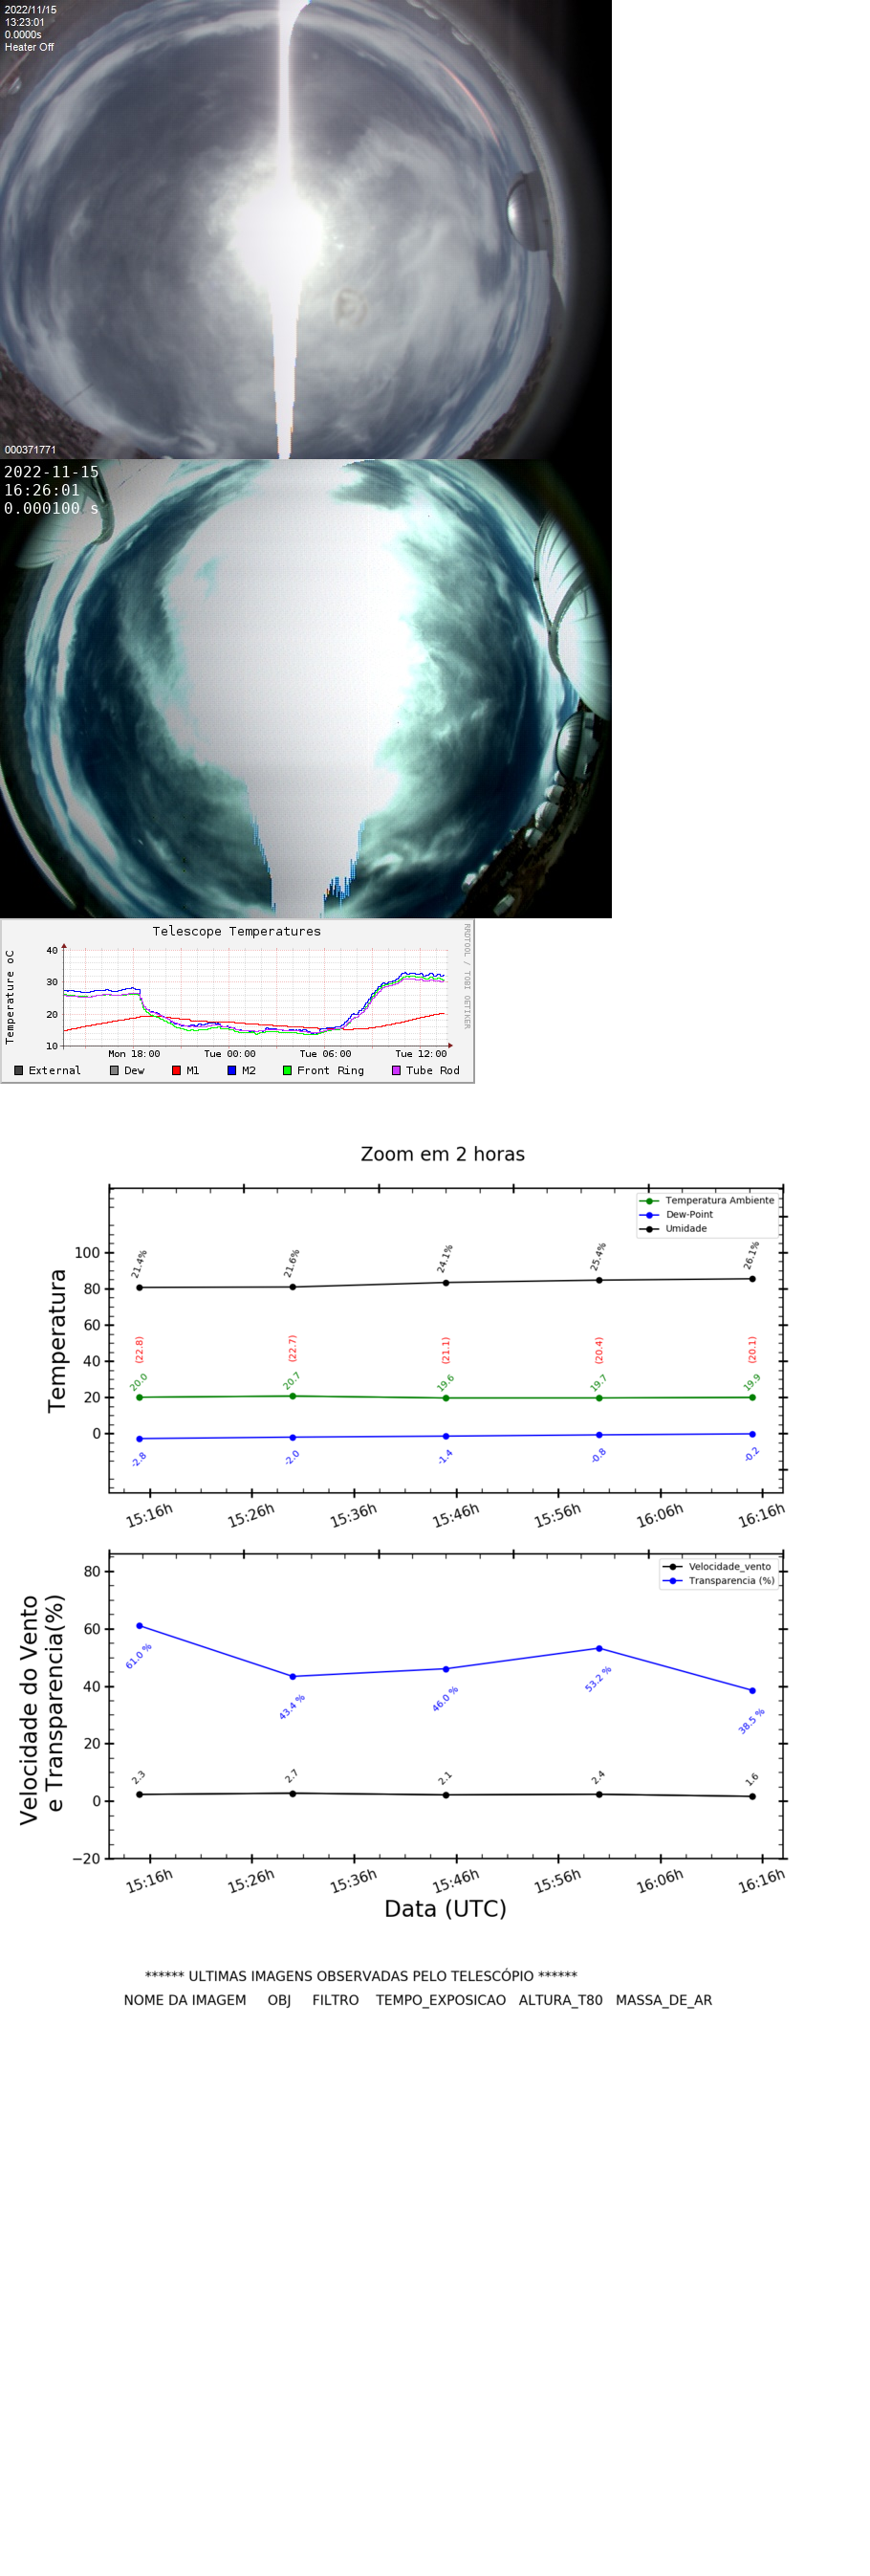 2022/11/15
13:23:01
0.0000s
Heater Off
000371771
2022-11-15
16:26:01
0.000100 s
Telescope Temperatures
RRDTOOL / TOBI OETIKER
Temperature oC
40
30
20
10
Mon 18:00 Tue 00:00 Tue 06:00 Tue 12:00
External Dew M1 M2 Front Ring Tube Rod
Zoom em 2 horas
Temperatura Ambiente
Dew-Point
Umidade
Temperatura
100
80
60
40
20
0
21.4% 21.6% 24.1% 25.4% 26.1%
(22.8) (22.7) (21.1) (20.4) (20.1)
20.0 20.7 19.6 19.7 19.9
-2.8 -2.0 -1.4 -0.8 -0.2
15:16h 15:26h 15:36h 15:46h 15:56h 16:06h 16:16h
Velocidade_vento
Transparencia (%)
Velocidade do Vento
e Transparencia(%)
80
60
40
20
0
−20
61.0 % 43.4 % 46.0 % 53.2 % 38.5 %
2.3 2.7 2.1 2.4 1.6
15:16h 15:26h 15:36h 15:46h 15:56h 16:06h 16:16h
Data (UTC)
****** ULTIMAS IMAGENS OBSERVADAS PELO TELESCÓPIO ******
NOME DA IMAGEM OBJ FILTRO TEMPO_EXPOSICAO ALTURA_T80 MASSA_DE_AR